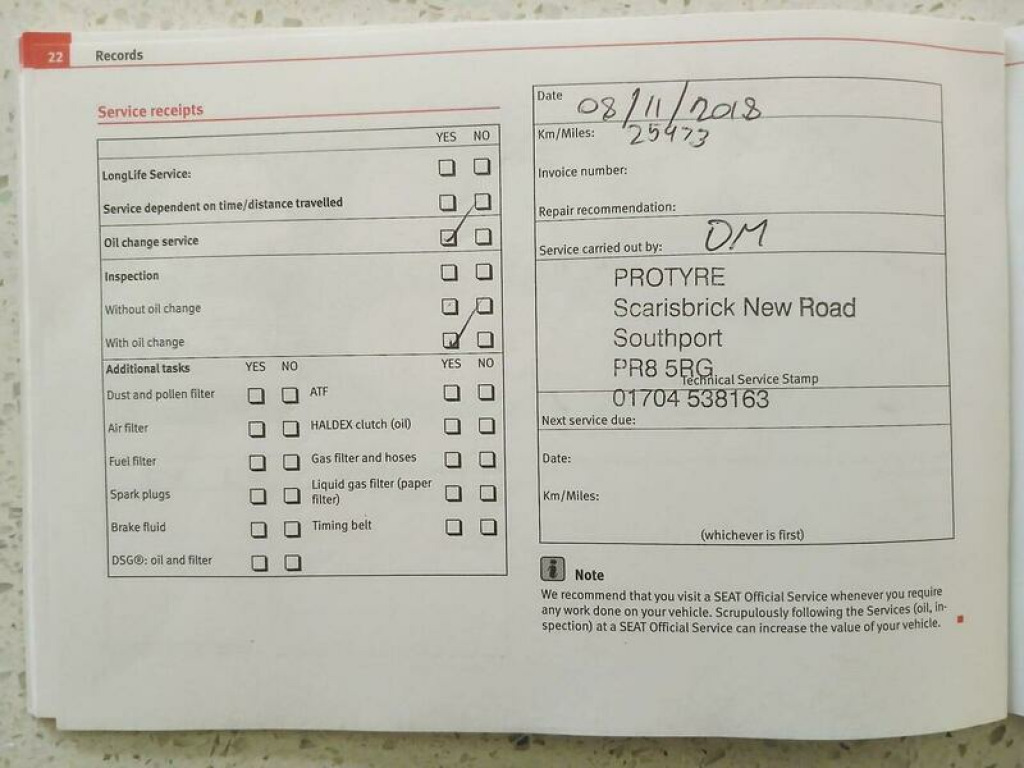 22 Records
Service receipts
YES NO
LongLife Service:
Service dependent on time/distance travelled
Oil change service
Inspection
Without oil change
With oil change
Additional tasks YES NO YES NO
Dust and pollen filter ATF
Air filter HALDEX clutch (oil)
Fuel filter Gas filter and hoses
Spark plugs Liquid gas filter (paper
filter)
Brake fluid Timing belt
DSG®: oil and filter
Date 08/11/2018
Km/Miles: 25473
Invoice number:
Repair recommendation:
Service carried out by: DM
PROTYRE
Scarisbrick New Road
Southport
PR8 5RG
Technical Service Stamp
01704 538163
Next service due:
Date:
Km/Miles:
(whichever is first)
i Note
We recommend that you visit a SEAT Official Service whenever you require
any work done on your vehicle. Scrupulously following the Services (oil, in-
spection) at a SEAT Official Service can increase the value of your vehicle.